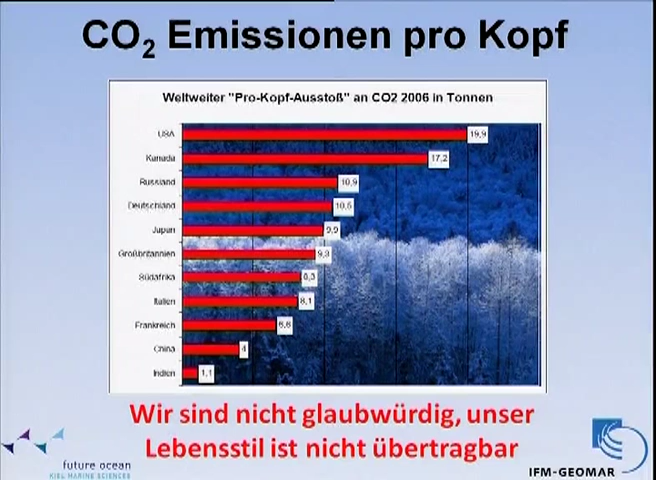 CO2 Emissionen pro Kopf
Weltweiter "Pro-Kopf-Ausstoß" an CO2 2006 in Tonnen
USA 19,9
Kanada 17,2
Russland 10,9
Deutschland 10,5
Japan 9,9
Großbritannien 9,3
Südafrika 8,3
Italien 8,1
Frankreich 6,6
China 4
Indien 1,1
Wir sind nicht glaubwürdig, unser
Lebensstil ist nicht übertragbar
future ocean
KIEL MARINE SCIENCES
IFM-GEOMAR